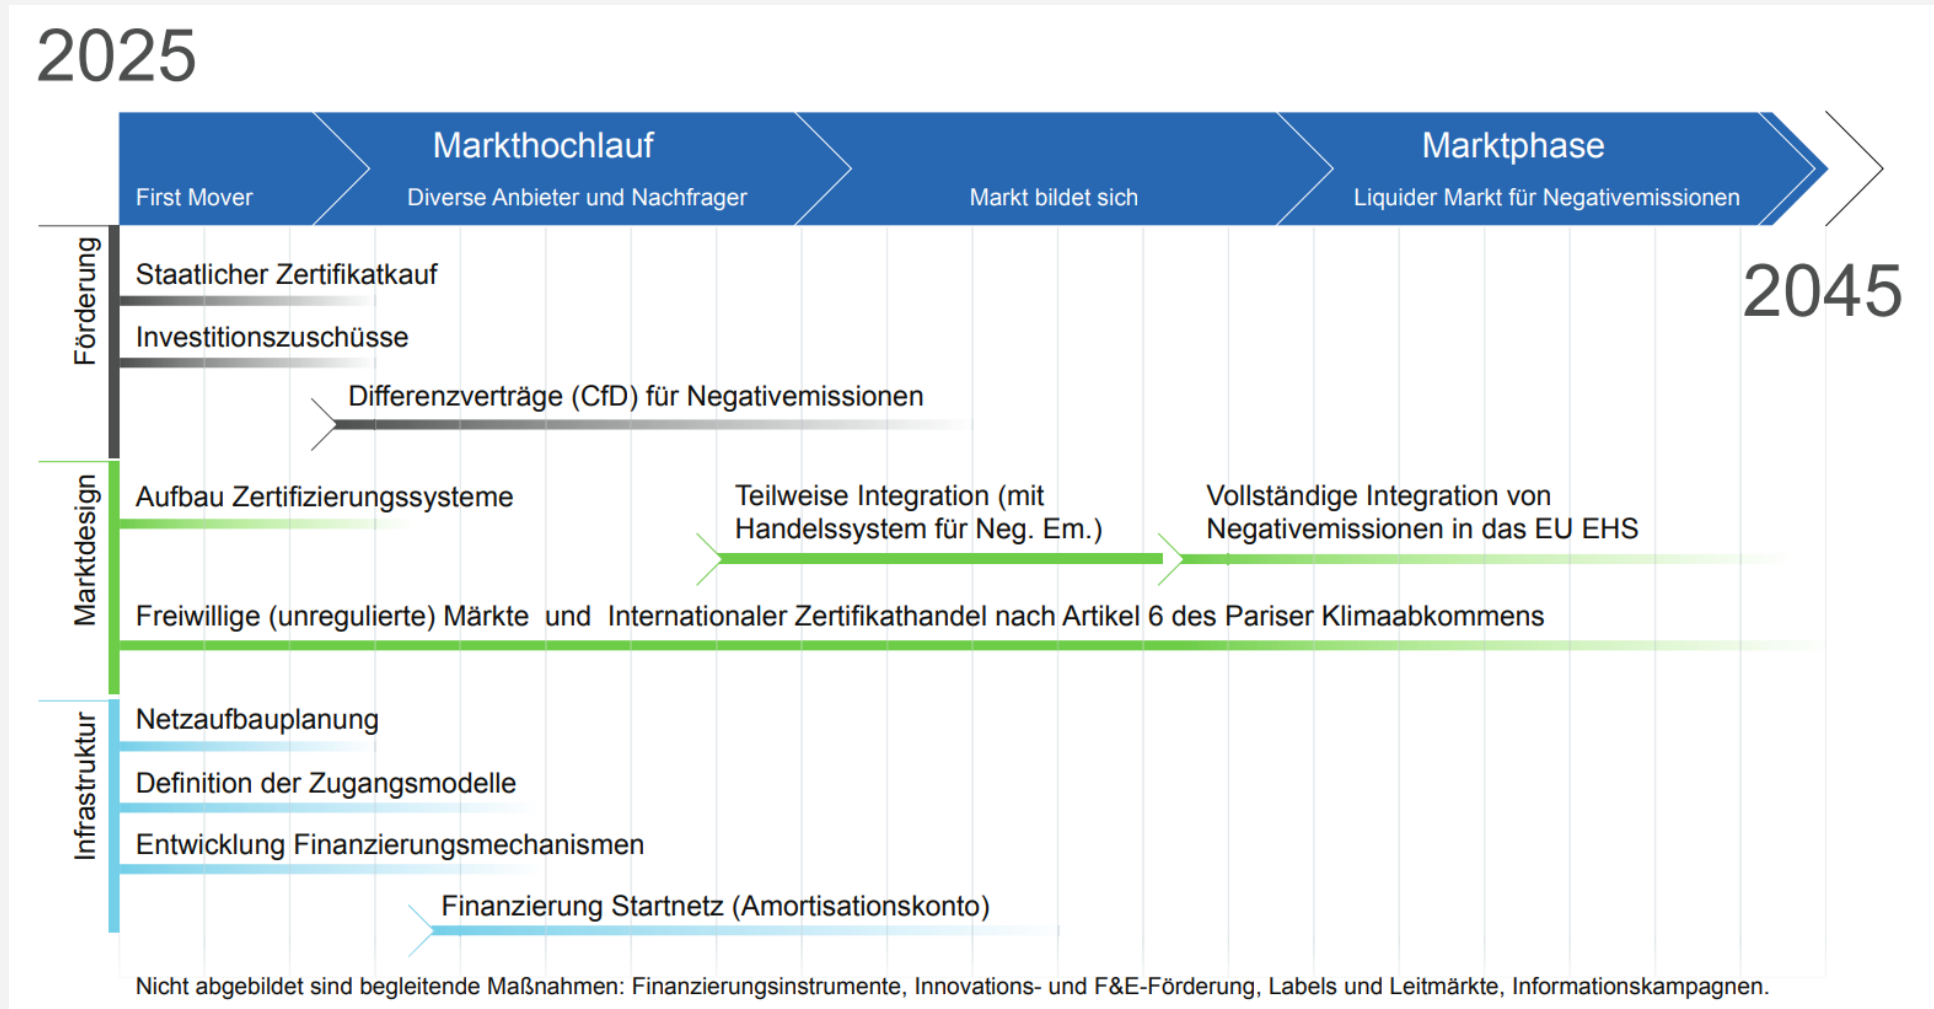 2025
Markthochlauf
Marktphase
First Mover
Diverse Anbieter und Nachfrager
Markt bildet sich
Liquider Markt für Negativemissionen
2045
Förderung
Staatlicher Zertifikatkauf
Investitionszuschüsse
Differenzverträge (CfD) für Negativemissionen
Marktdesign
Aufbau Zertifizierungssysteme
Teilweise Integration (mit
Handelssystem für Neg. Em.)
Vollständige Integration von
Negativemissionen in das EU EHS
Freiwillige (unregulierte) Märkte und Internationaler Zertifikathandel nach Artikel 6 des Pariser Klimaabkommens
Infrastruktur
Netzaufbauplanung
Definition der Zugangsmodelle
Entwicklung Finanzierungsmechanismen
Finanzierung Startnetz (Amortisationskonto)
Nicht abgebildet sind begleitende Maßnahmen: Finanzierungsinstrumente, Innovations- und F&E-Förderung, Labels und Leitmärkte, Informationskampagnen.